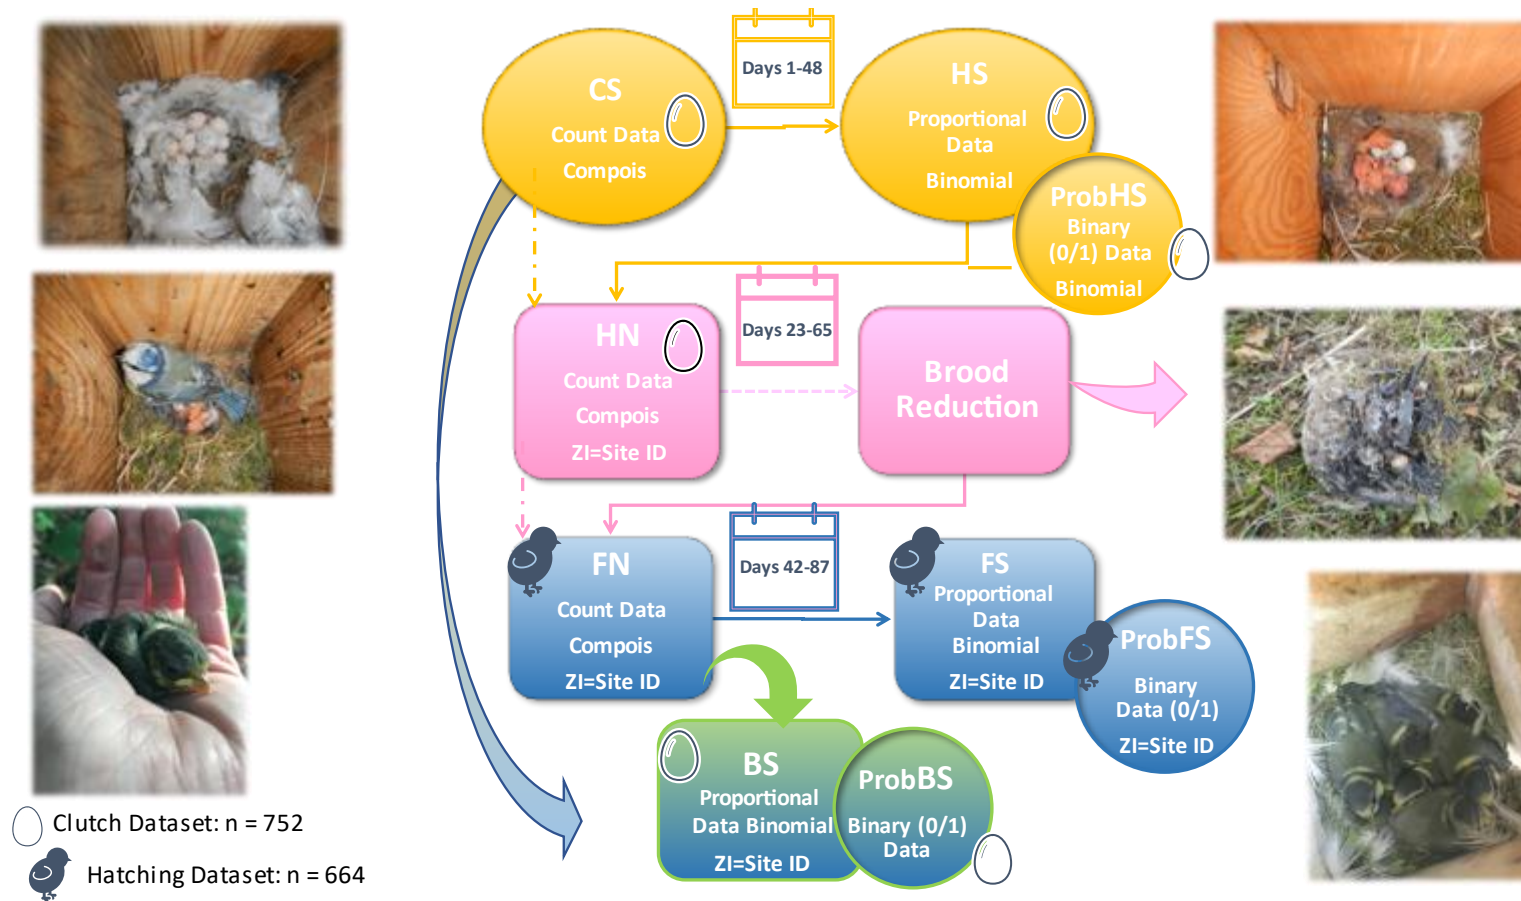 CS
Count Data
Compois
Days 1-48
HS
Proportional
Data
Binomial
ProbHS
Binary
(0/1) Data
Binomial
HN
Count Data
Compois
ZI=Site ID
Days 23-65
Brood
Reduction
FN
Count Data
Compois
ZI=Site ID
Days 42-87
FS
Proportional
Data
Binomial
ZI=Site ID
ProbFS
Binary
Data (0/1)
ZI=Site ID
BS
Proportional
Data Binomial
ZI=Site ID
ProbBS
Binary (0/1)
Data
Clutch Dataset: n = 752
Hatching Dataset: n = 664